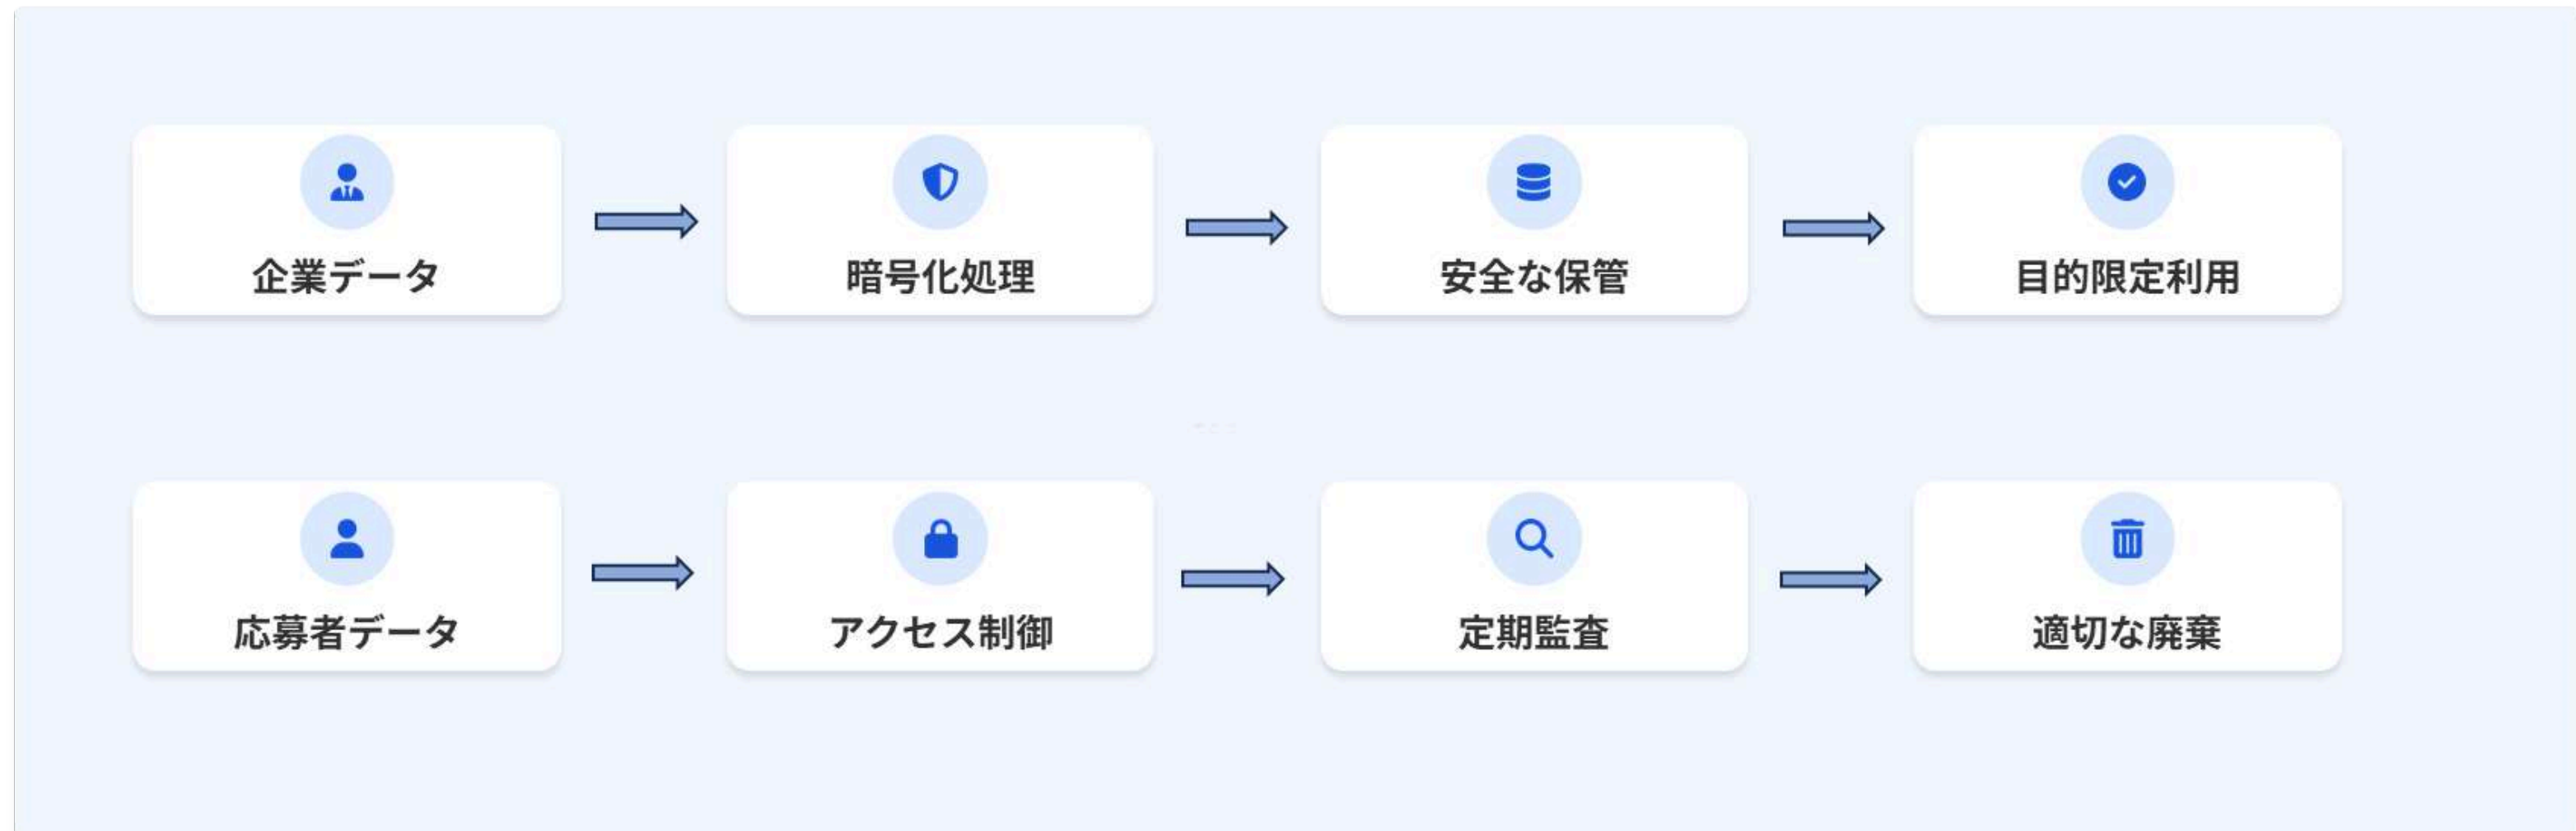 企業データ
暗号化処理
安全な保管
目的限定利用
応募者データ
アクセス制御
定期監査
適切な廃棄